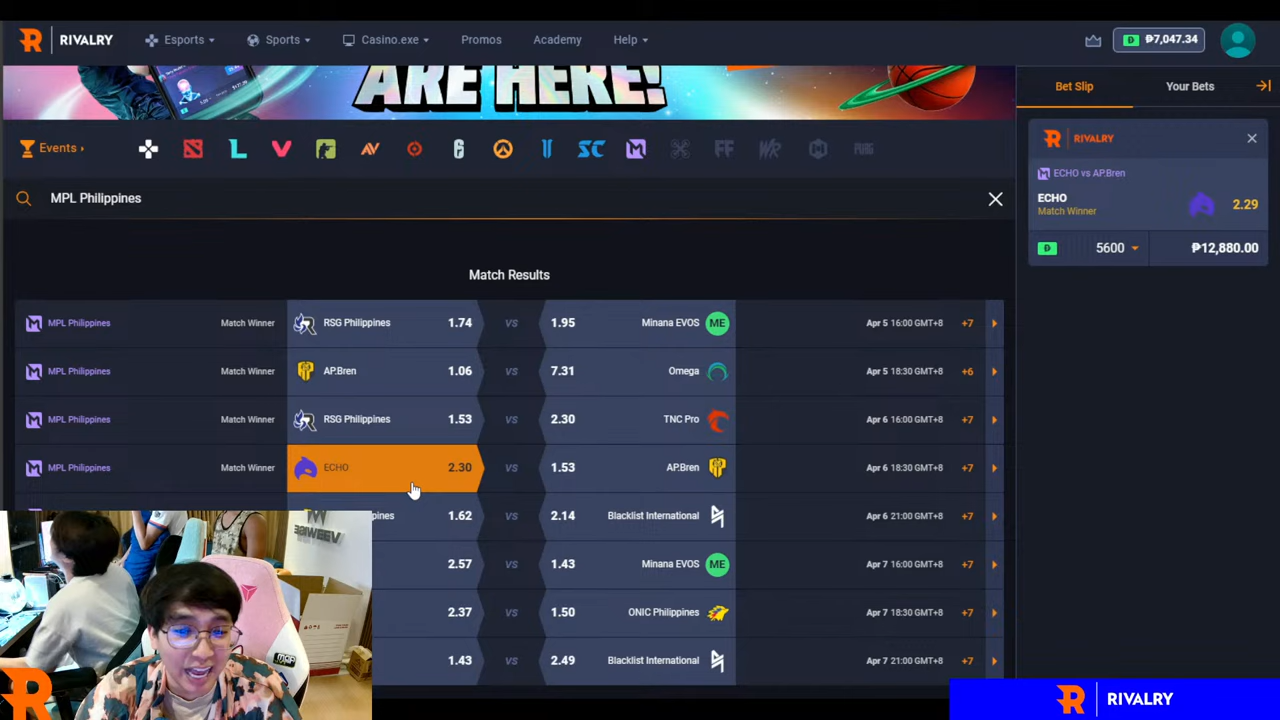 RIVALRY
Esports
Sports
Casino.exe
Promos
Academy
Help
₱7,047.34
ARE HERE!
Bet Slip
Your Bets
Events
MPL Philippines
RIVALRY
ECHO vs AP.Bren
ECHO
Match Winner
2.29
5600
₱12,880.00
Match Results
MPL Philippines Match Winner RSG Philippines 1.74 VS 1.95 Minana EVOS ME Apr 5 16:00 GMT+8 +7
MPL Philippines Match Winner AP.Bren 1.06 VS 7.31 Omega Apr 5 18:30 GMT+8 +6
MPL Philippines Match Winner RSG Philippines 1.53 VS 2.30 TNC Pro Apr 6 16:00 GMT+8 +7
MPL Philippines Match Winner ECHO 2.30 VS 1.53 AP.Bren Apr 6 18:30 GMT+8 +7
pines 1.62 VS 2.14 Blacklist International Apr 6 21:00 GMT+8 +7
2.57 VS 1.43 Minana EVOS ME Apr 7 16:00 GMT+8 +7
2.37 VS 1.50 ONIC Philippines Apr 7 18:30 GMT+8 +7
1.43 VS 2.49 Blacklist International Apr 7 21:00 GMT+8 +7
RIVALRY